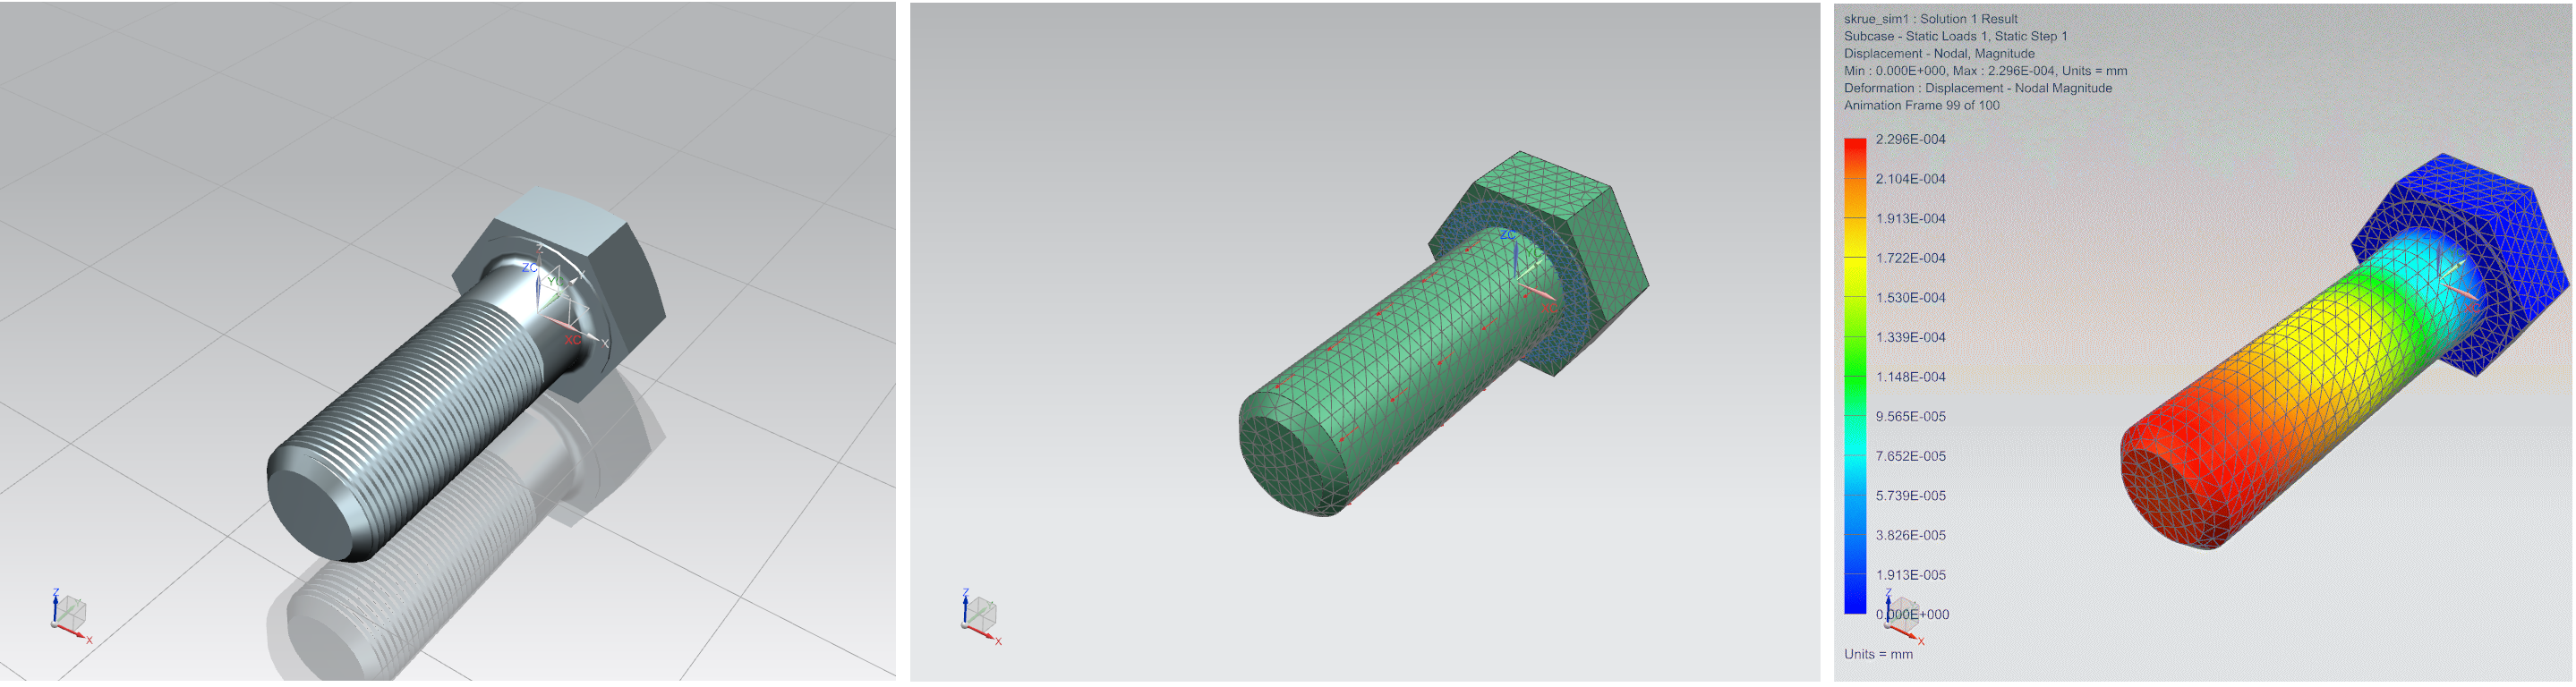 ZC
YC
Y
Z
XC
X
Z
X
ZC
XC
Z
X
skrue_sim1 : Solution 1 Result
Subcase - Static Loads 1, Static Step 1
Displacement - Nodal, Magnitude
Min : 0.000E+000, Max : 2.296E-004, Units = mm
Deformation : Displacement - Nodal Magnitude
Animation Frame 99 of 100
2.296E-004
2.104E-004
1.913E-004
1.722E-004
1.530E-004
1.339E-004
1.148E-004
9.565E-005
7.652E-005
5.739E-005
3.826E-005
1.913E-005
0.000E+000
Z
X
Units = mm